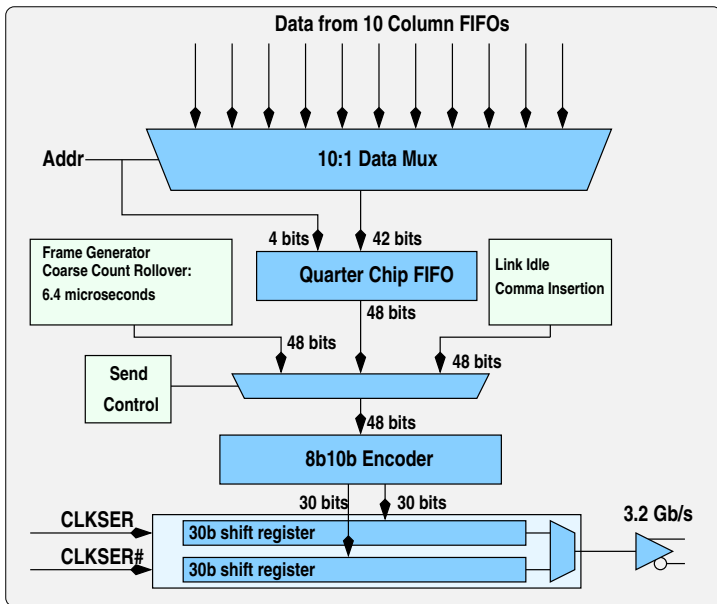 Data from 10 Column FIFOs
Addr
10:1 Data Mux
4 bits
42 bits
Frame Generator
Coarse Count Rollover:
6.4 microseconds
Quarter Chip FIFO
Link Idle
Comma Insertion
48 bits
48 bits
48 bits
Send
Control
48 bits
8b10b Encoder
30 bits
30 bits
CLKSER
30b shift register
3.2 Gb/s
CLKSER#
30b shift register